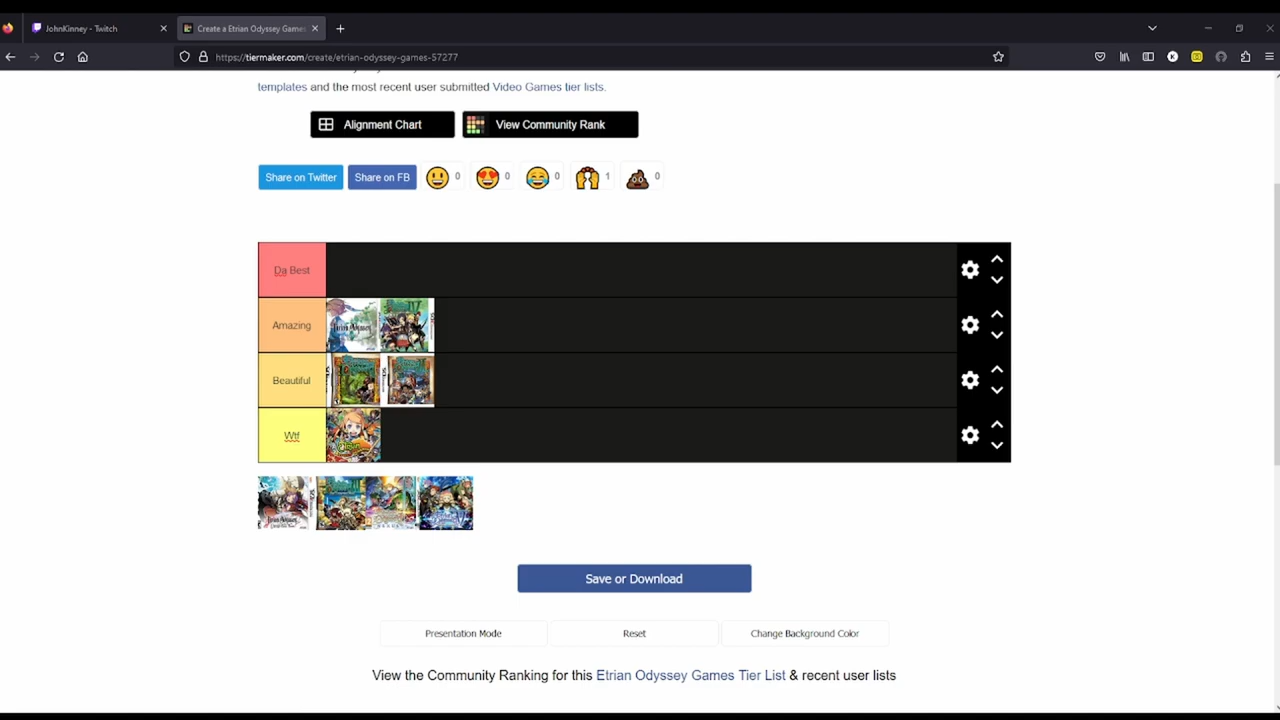 JohnKinney - Twitch
Create a Etrian Odyssey Games
https://tiermaker.com/create/etrian-odyssey-games-57277
templates and the most recent user submitted Video Games tier lists.
Alignment Chart
View Community Rank
Share on Twitter
Share on FB
0
0
0
1
0
Da Best
Amazing
Beautiful
Wtf
Save or Download
Presentation Mode
Reset
Change Background Color
View the Community Ranking for this Etrian Odyssey Games Tier List & recent user lists